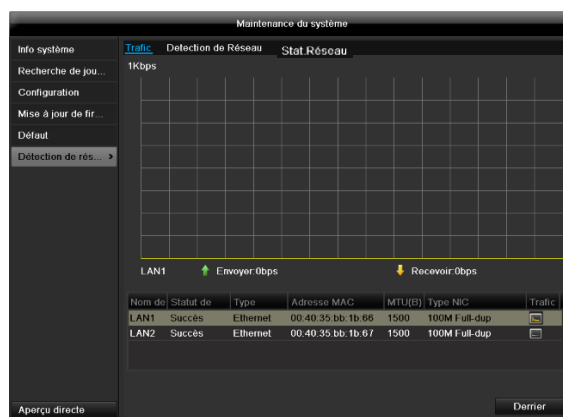 Maintenance du système
Info système
Recherche de jou...
Configuration
Mise à jour de fir...
Défaut
Détection de rés... >
Aperçu directe
Trafic Detection de Réseau Stat.Réseau
1Kbps
LAN1 Envoyer:0bps Recevoir:0bps
Nom de Statut de Type Adresse MAC MTU(B) Type NIC Trafic
LAN1 Succès Ethernet 00:40:35:bb:1b:66 1500 100M Full-dup
LAN2 Succès Ethernet 00:40:35:bb:1b:67 1500 100M Full-dup
Derrier